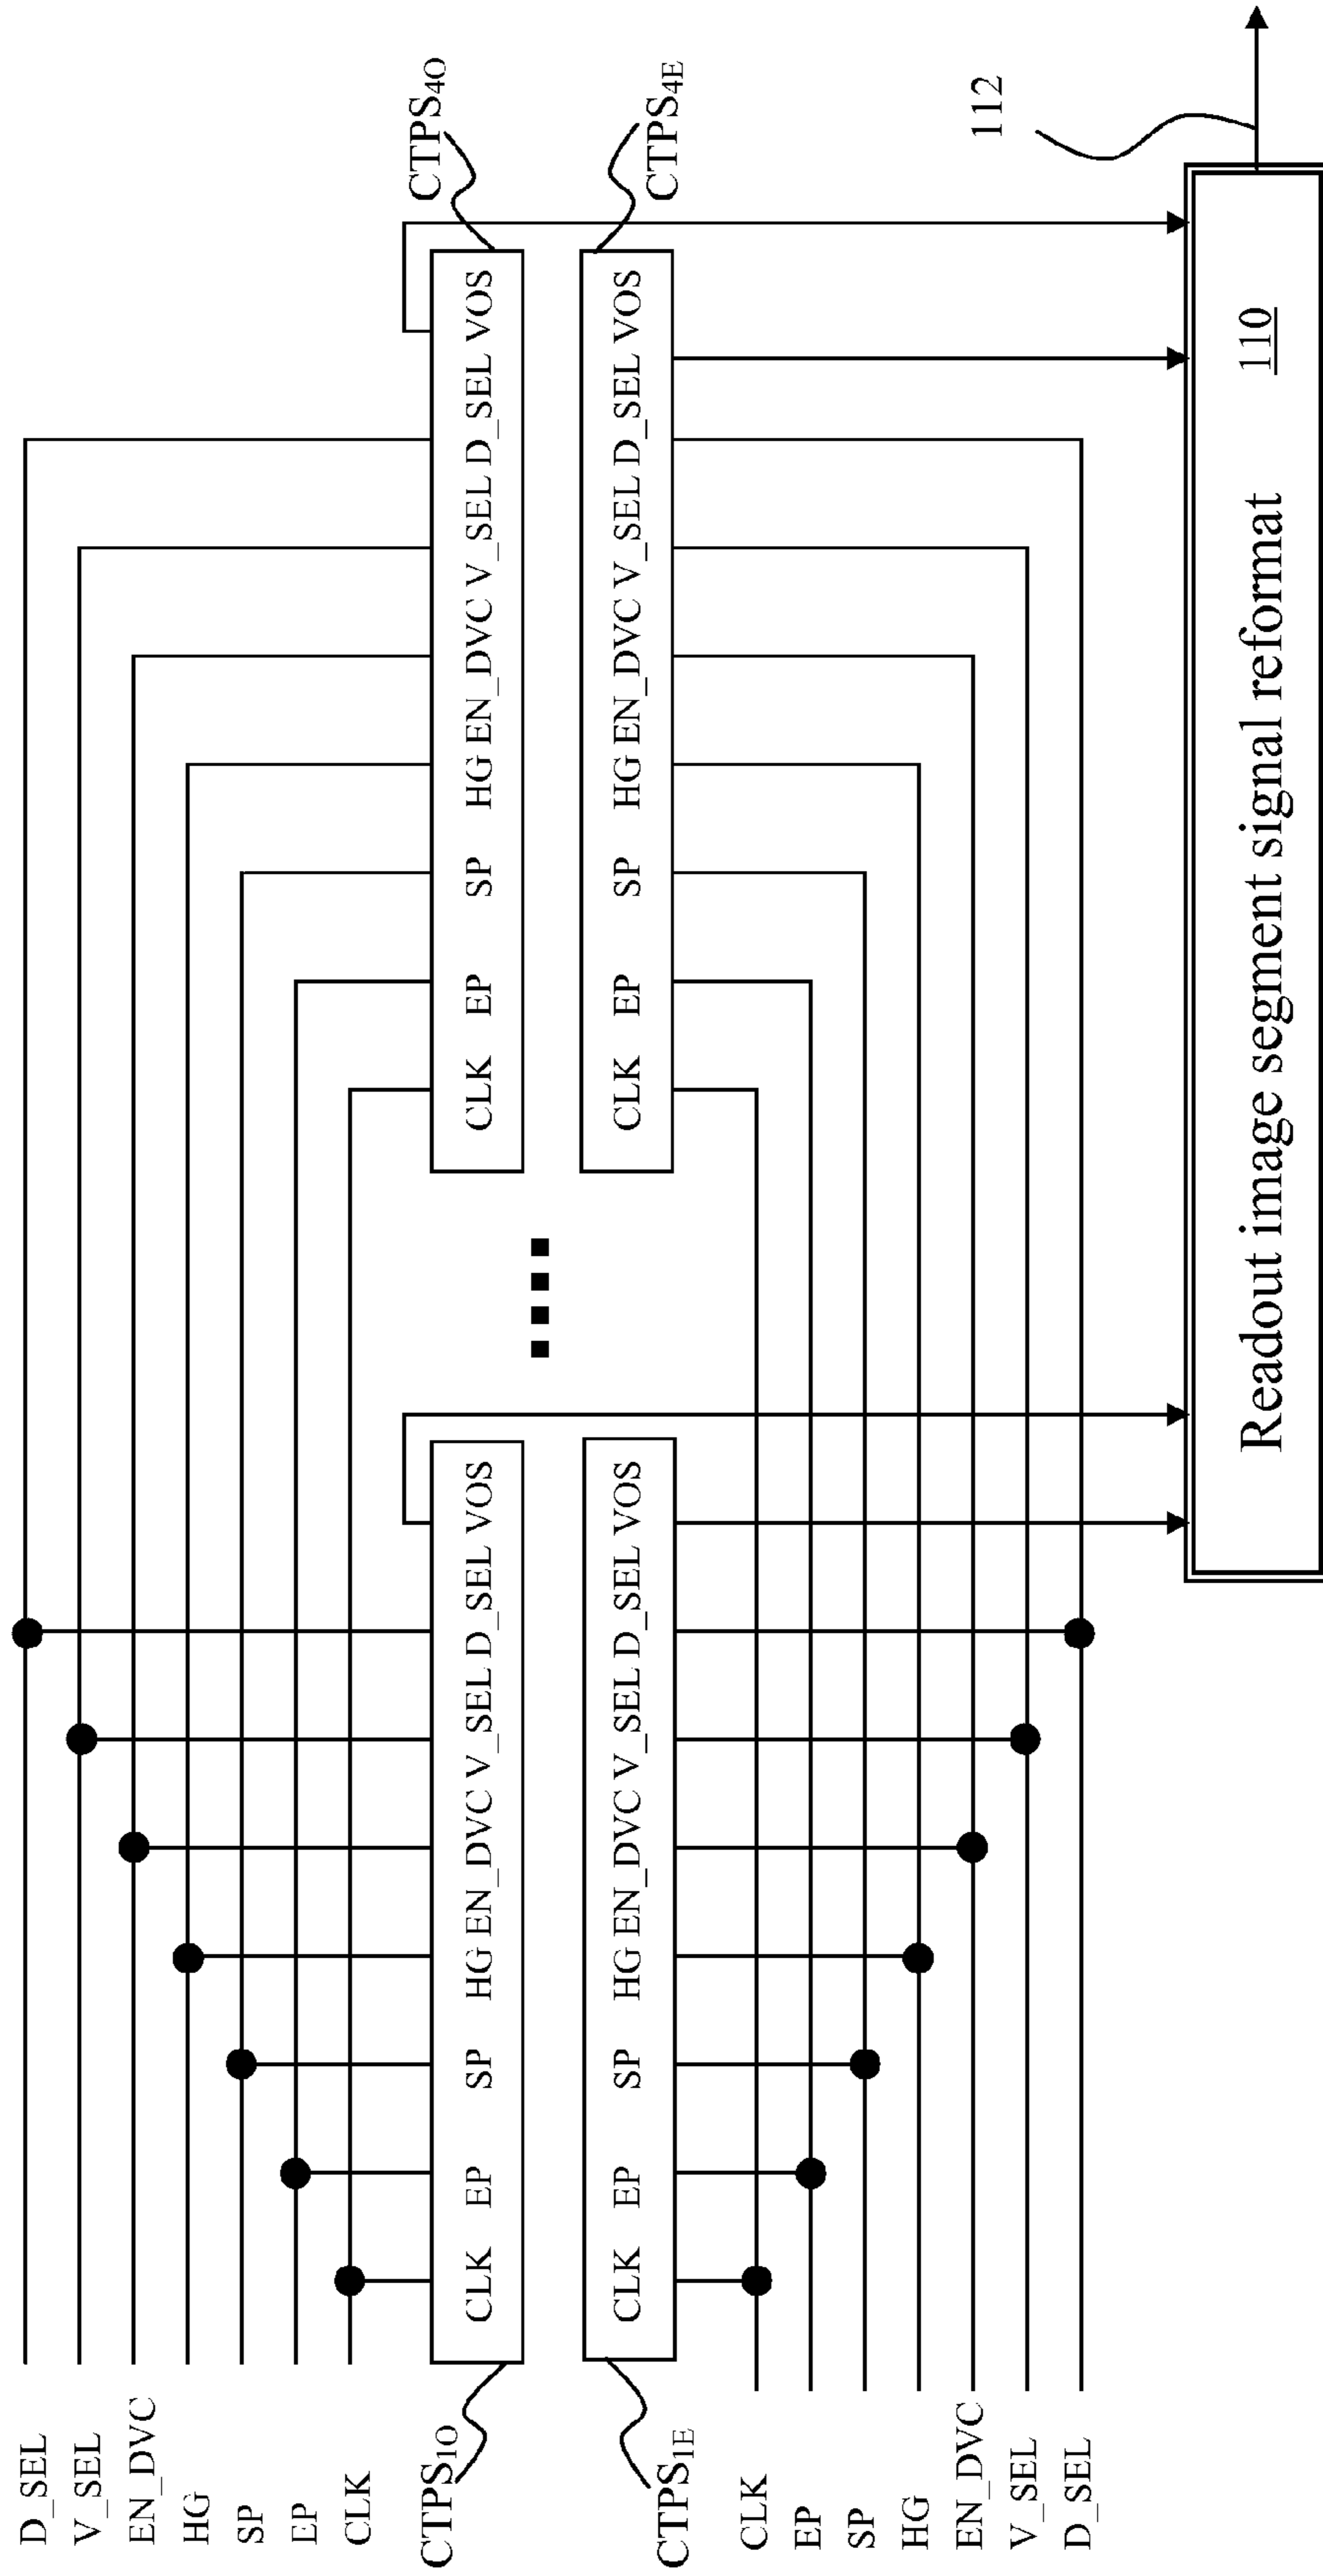 D_SEL
V_SEL
EN_DVC
HG
SP
EP
CLK
CTPS4O
CTPS1O
CLK EP SP HG EN_DVC V_SEL D_SEL VOS
CLK EP SP HG EN_DVC V_SEL D_SEL VOS
CLK EP SP HG EN_DVC V_SEL D_SEL VOS
CLK EP SP HG EN_DVC V_SEL D_SEL VOS
CTPS1E
CTPS4E
CLK
EP
SP
HG
EN_DVC
V_SEL
D_SEL
112
Readout image segment signal reformat 110